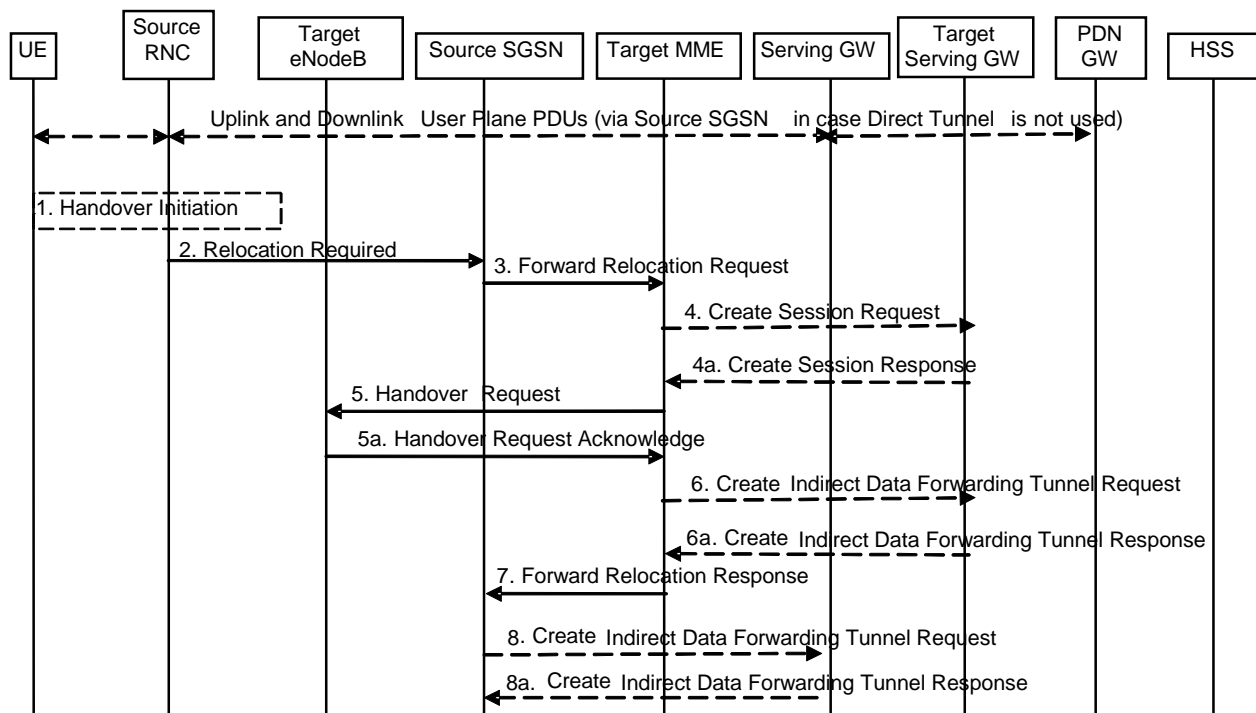 UE
Source
RNC
Target
eNodeB
Source SGSN
Target MME
Serving GW
Target
Serving GW
PDN
GW
HSS
Uplink and Downlink User Plane PDUs (via Source SGSN in case Direct Tunnel is not used)
1. Handover Initiation
2. Relocation Required
3. Forward Relocation Request
4. Create Session Request
4a. Create Session Response
5. Handover Request
5a. Handover Request Acknowledge
6. Create Indirect Data Forwarding Tunnel Request
6a. Create Indirect Data Forwarding Tunnel Response
7. Forward Relocation Response
8. Create Indirect Data Forwarding Tunnel Request
8a. Create Indirect Data Forwarding Tunnel Response